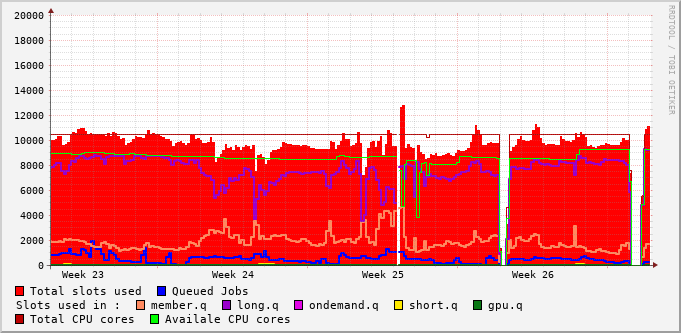 20000
18000
16000
14000
12000
10000
8000
6000
4000
2000
0
Week 23 Week 24 Week 25 Week 26
RRDTOOL / TOBI OETIKER
Total slots used Queued Jobs
Slots used in : member.q long.q ondemand.q short.q gpu.q
Total CPU cores Availale CPU cores